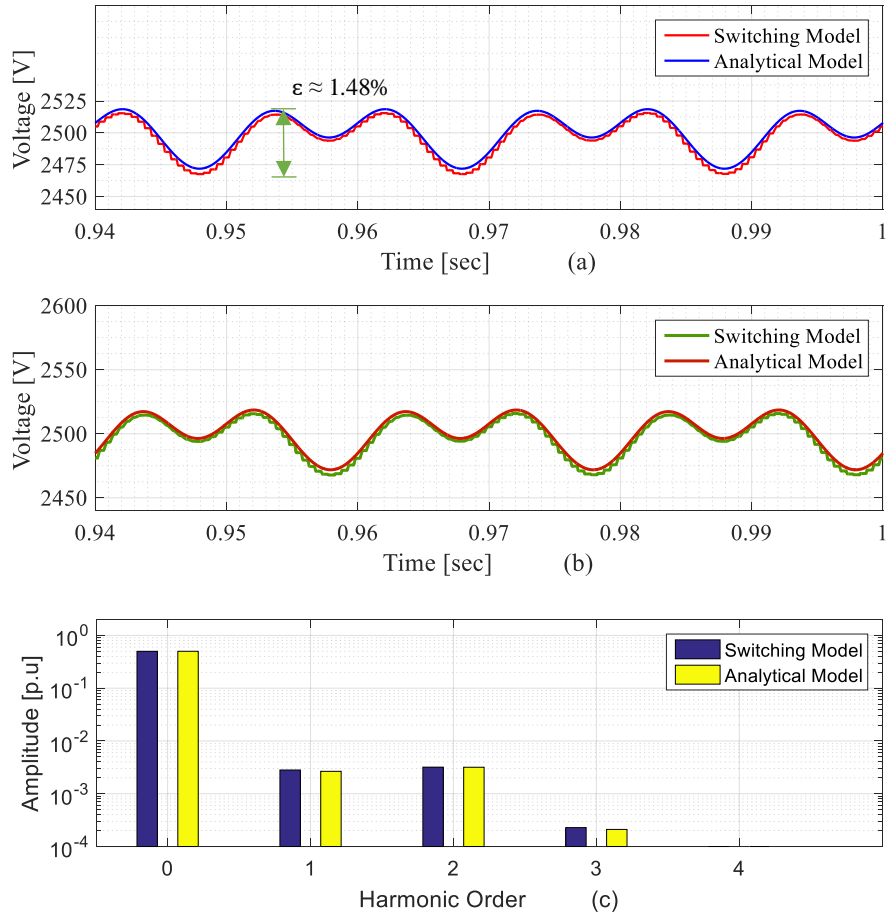 Switching Model
Analytical Model
ε ≈ 1.48%
Voltage [V]
2525
2500
2475
2450
0.94 0.95 0.96 0.97 0.98 0.99 1
Time [sec] (a)
2600
Switching Model
Analytical Model
Voltage [V]
2550
2500
2450
0.94 0.95 0.96 0.97 0.98 0.99 1
Time [sec] (b)
Switching Model
Analytical Model
Amplitude [p.u]
10^0
10^-1
10^-2
10^-3
10^-4
0 1 2 3 4
Harmonic Order (c)